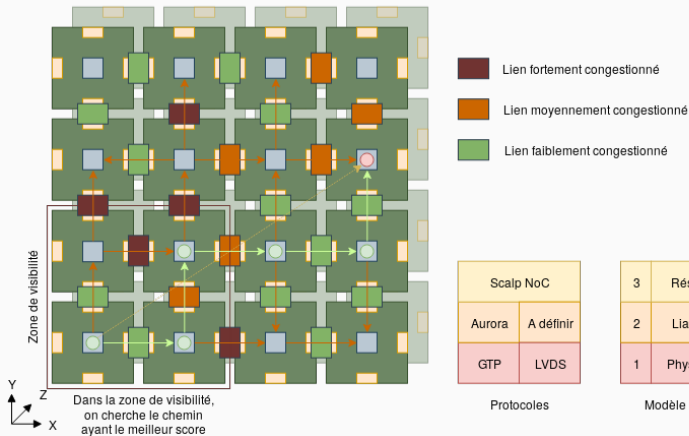 Lien fortement congestionné
Lien moyennement congestionné
Lien faiblement congestionné
Zone de visibilité
Scalp NoC
Aurora
A définir
GTP
LVDS
Protocoles
3
2
1
Modèle
Dans la zone de visibilité,
on cherche le chemin
ayant le meilleur score
Y
Z
X